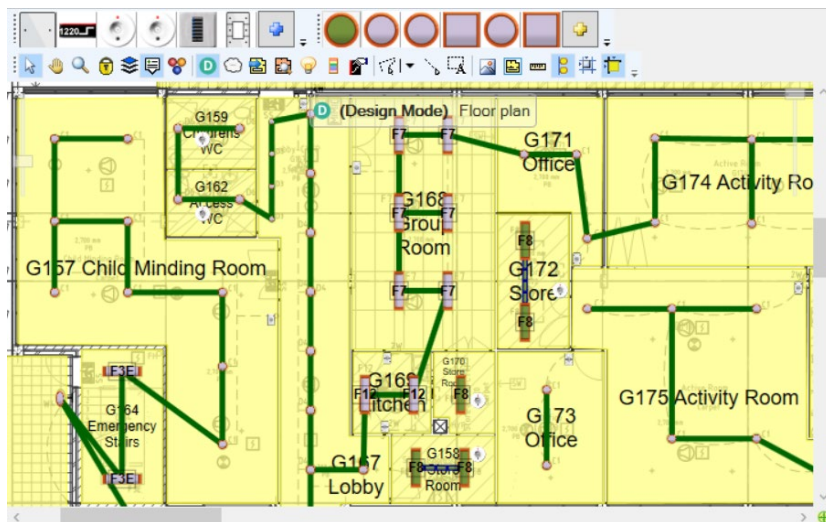 1220
D
D (Design Mode) Floor plan
G159
Childrens
WC
G162
Access
WC
G157 Child Minding Room
F3E
G164
Emergency
Stairs
F3E
F7 F7
G168
Group
Room
F7 F7
F7 F7
G171
Office
G174 Activity Ro
F8
G172
Store
F8
G169
Kitchen
F12 F12
G170
Store
Room
F8
G173
Office
G175 Activity Room
G167
Lobby
G158
Store
Room
F8 F8